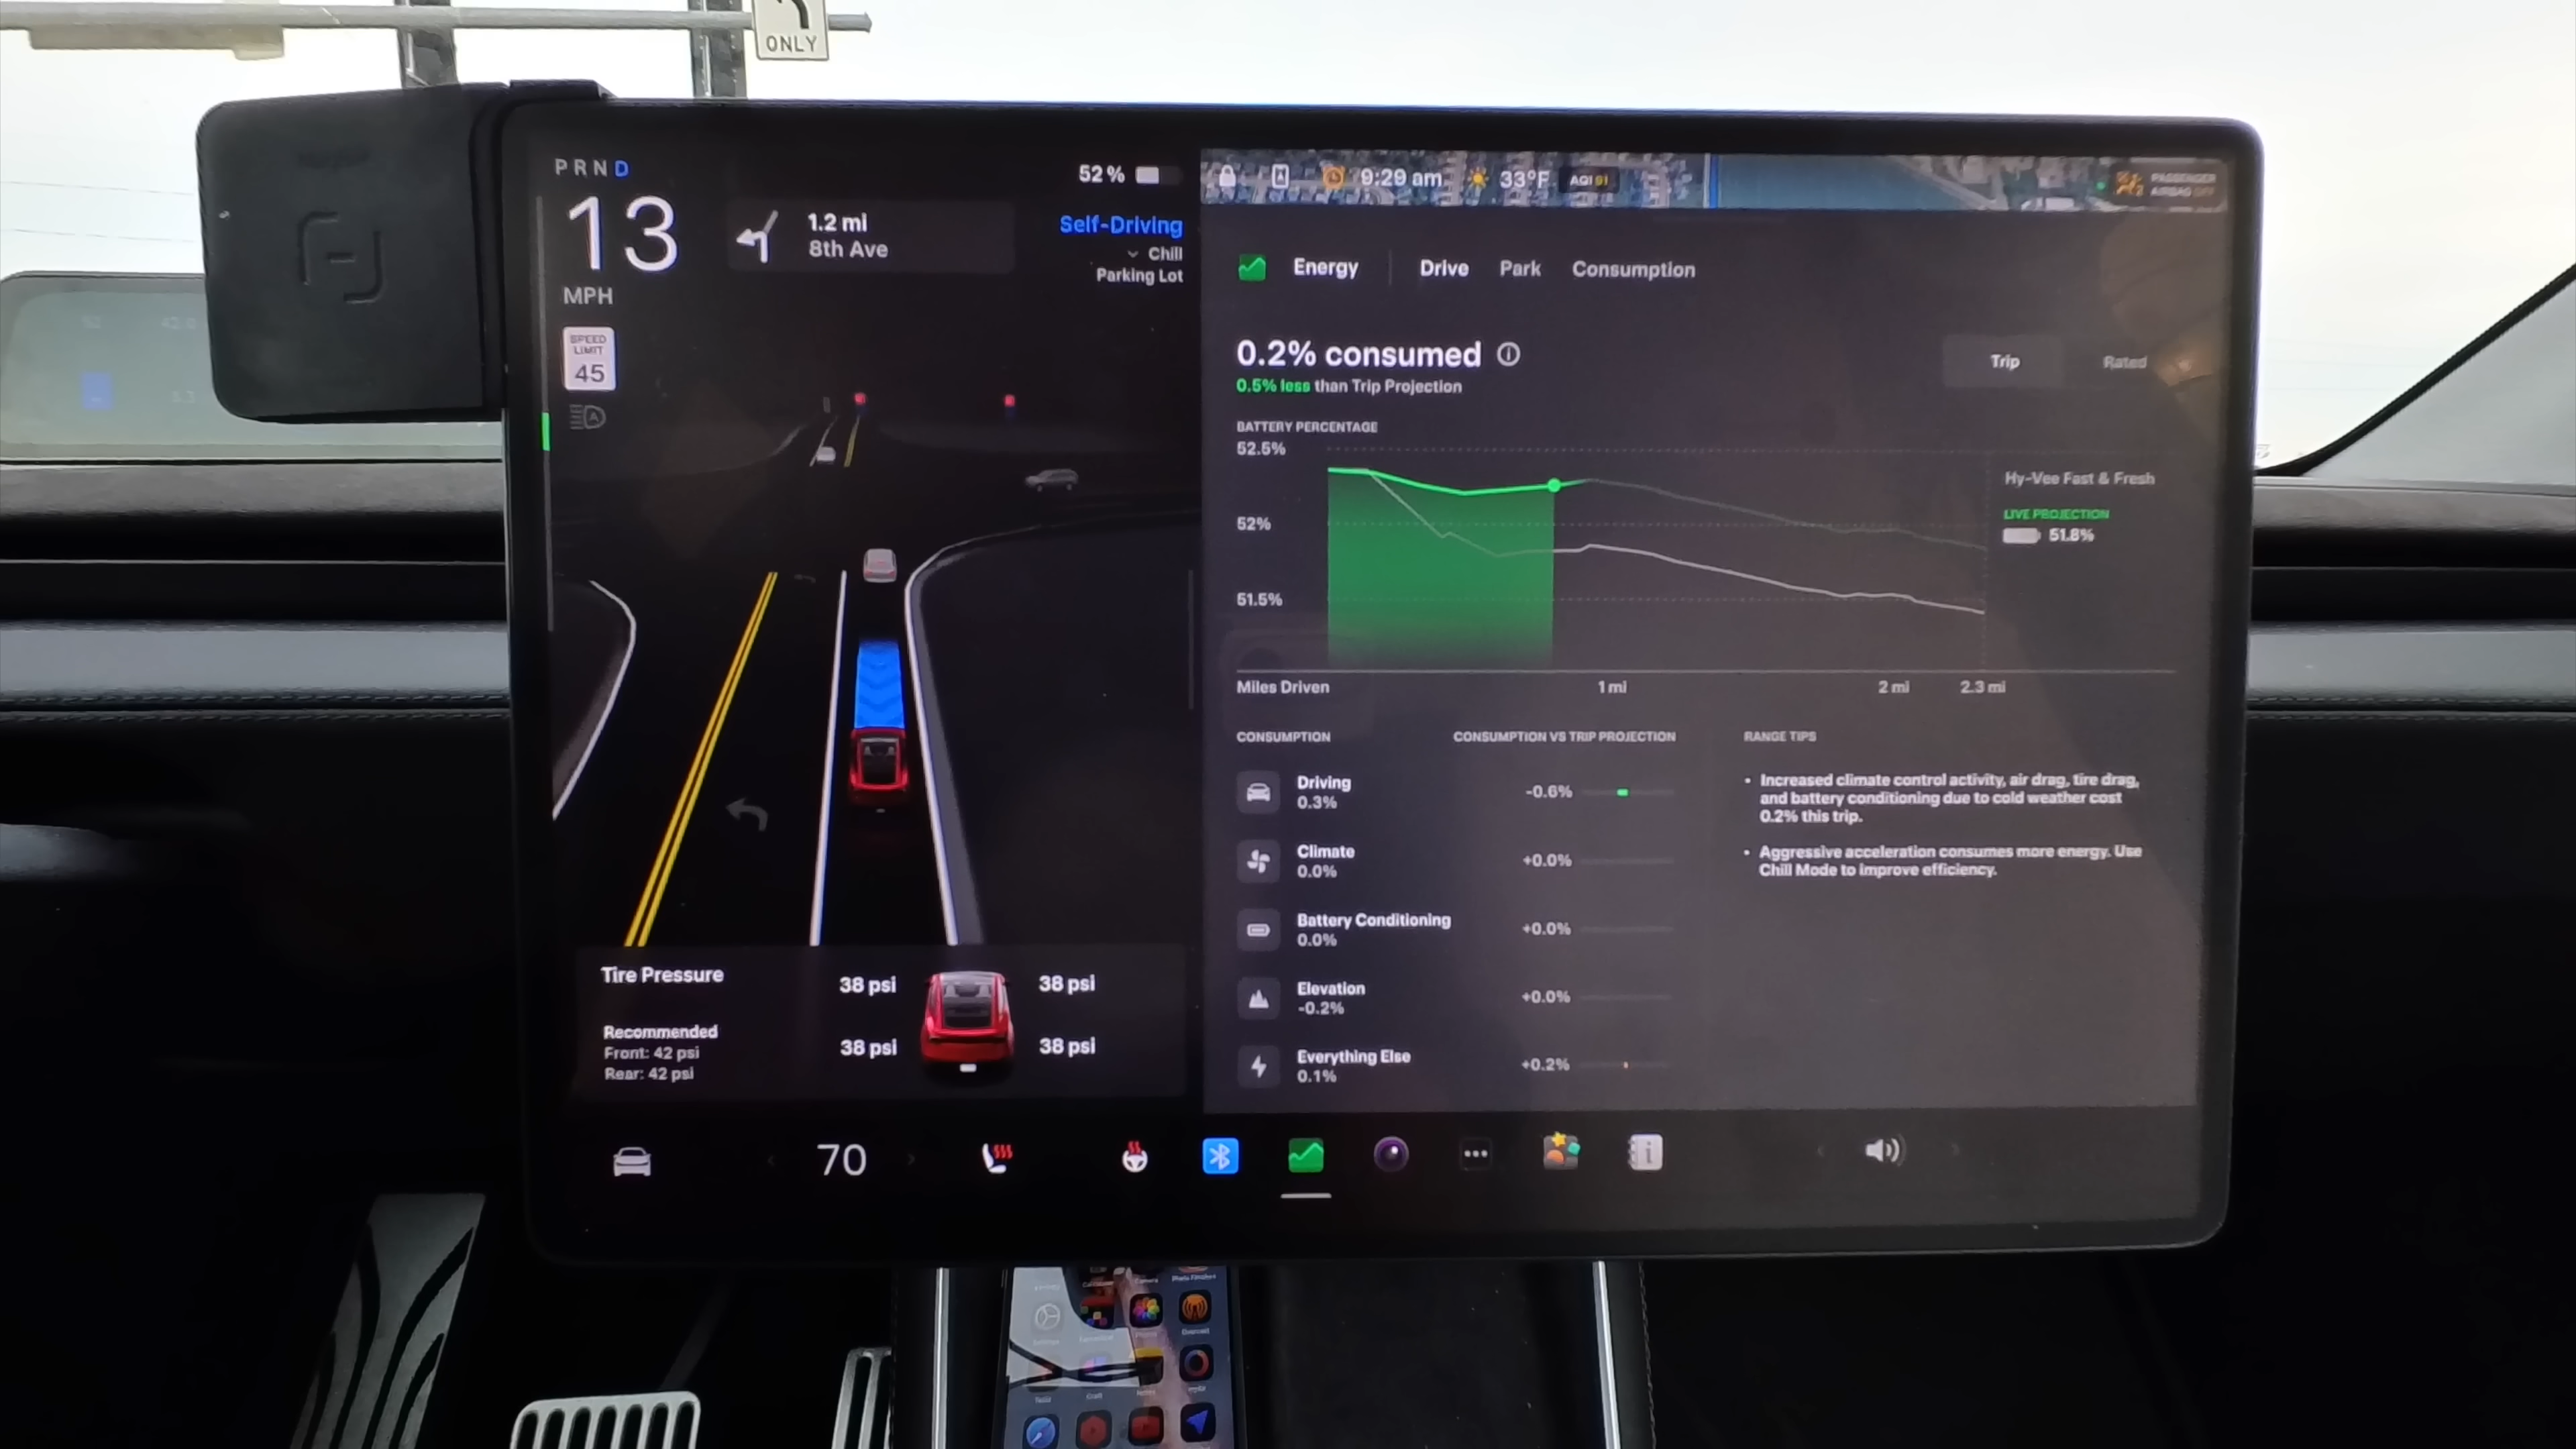 ONLY
PRND
13
MPH
SPEED
LIMIT
45
1.2 mi
8th Ave
52 %
Self-Driving
Chill
Parking Lot
9:29 am
33°F
AQI 91
PASSENGER
AIRBAG OFF
Energy
Drive
Park
Consumption
0.2% consumed
0.5% less than Trip Projection
Trip
Rated
BATTERY PERCENTAGE
52.5%
52%
51.5%
Hy-Vee Fast & Fresh
LIVE PROJECTION
51.8%
Miles Driven
1 mi
2 mi
2.3 mi
CONSUMPTION
CONSUMPTION VS TRIP PROJECTION
RANGE TIPS
Driving
0.3%
-0.6%
Climate
0.0%
+0.0%
Battery Conditioning
0.0%
+0.0%
Elevation
-0.2%
+0.0%
Everything Else
0.1%
+0.2%
• Increased climate control activity, air drag, tire drag,
and battery conditioning due to cold weather cost
0.2% this trip.
• Aggressive acceleration consumes more energy. Use
Chill Mode to improve efficiency.
Tire Pressure
38 psi
38 psi
Recommended
Front: 42 psi
Rear: 42 psi
38 psi
38 psi
70